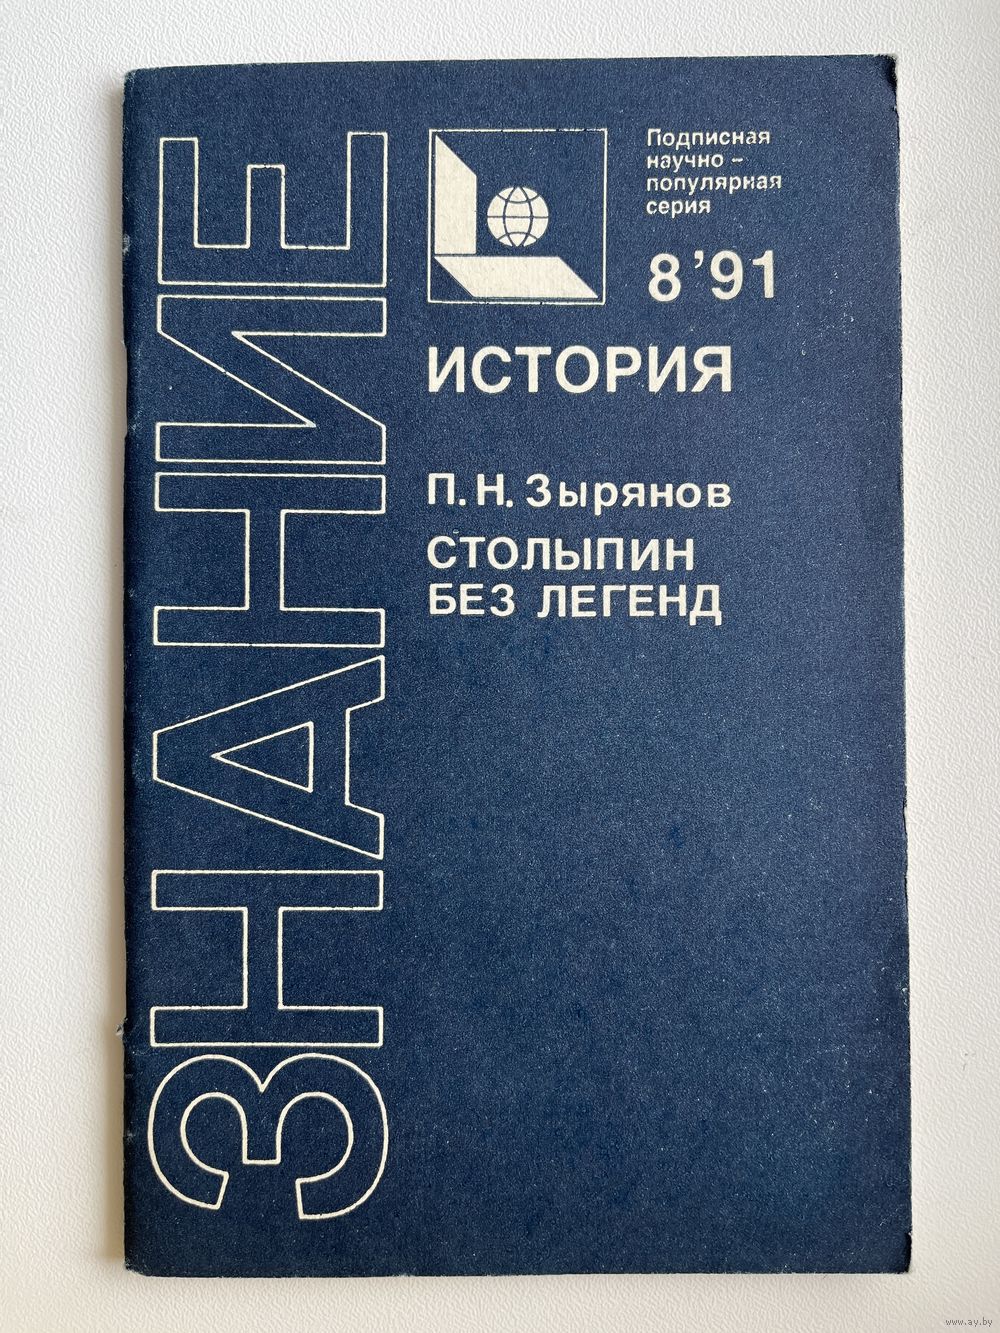 ЗНАНИЕ
Подписная
научно -
популярная
серия
8'91
ИСТОРИЯ
П. Н. Зырянов
СТОЛЫПИН
БЕЗ ЛЕГЕНД
www.ay.by